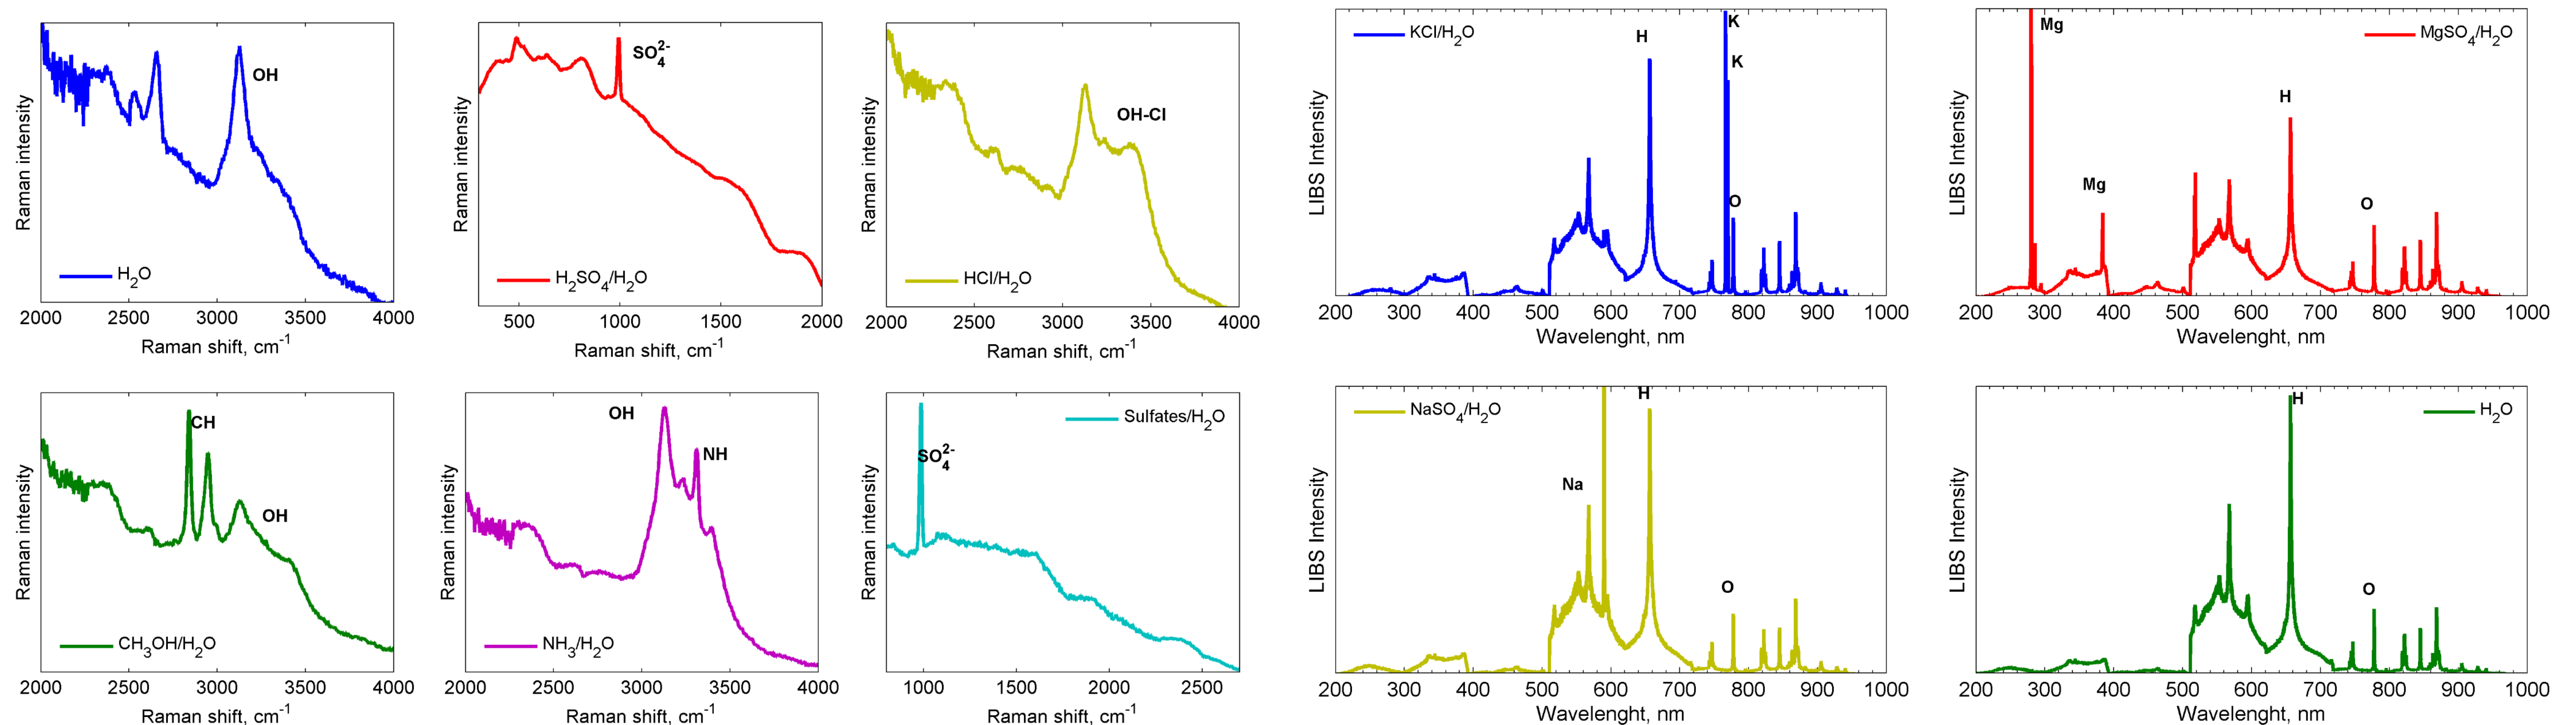 Raman intensity
OH
H2O
2000 2500 3000 3500 4000
Raman shift, cm-1
Raman intensity
SO42-
H2SO4/H2O
500 1000 1500 2000
Raman shift, cm-1
Raman intensity
OH-Cl
HCl/H2O
2000 2500 3000 3500 4000
Raman shift, cm-1
LIBS Intensity
KCl/H2O
H
K
K
O
200 300 400 500 600 700 800 900 1000
Wavelenght, nm
LIBS Intensity
Mg
MgSO4/H2O
H
Mg
O
200 300 400 500 600 700 800 900 1000
Wavelenght, nm
Raman intensity
CH
OH
CH3OH/H2O
2000 2500 3000 3500 4000
Raman shift, cm-1
Raman intensity
OH
NH
NH3/H2O
2000 2500 3000 3500 4000
Raman shift, cm-1
Raman intensity
Sulfates/H2O
SO42-
1000 1500 2000 2500
Raman shift, cm-1
LIBS Intensity
NaSO4/H2O
H
Na
O
200 300 400 500 600 700 800 900 1000
Wavelenght, nm
LIBS Intensity
H
H2O
O
200 300 400 500 600 700 800 900 1000
Wavelenght, nm